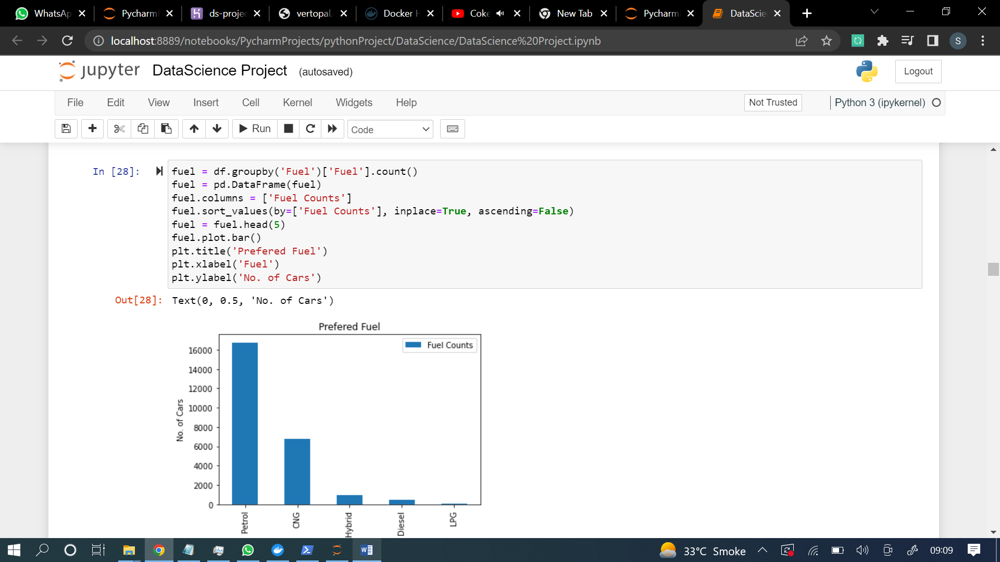 WhatsAp
Pycharm
ds-projec
vertopal.
Docker H
Coke
New Tab
Pycharm
DataScie
localhost:8889/notebooks/PycharmProjects/pythonProject/DataScience/DataScience%20Project.ipynb
S
jupyter DataScience Project (autosaved)
Logout
File Edit View Insert Cell Kernel Widgets Help
Not Trusted
Python 3 (ipykernel)
Run
Code
In [28]:
fuel = df.groupby('Fuel')['Fuel'].count()
fuel = pd.DataFrame(fuel)
fuel.columns = ['Fuel Counts']
fuel.sort_values(by=['Fuel Counts'], inplace=True, ascending=False)
fuel = fuel.head(5)
fuel.plot.bar()
plt.title('Prefered Fuel')
plt.xlabel('Fuel')
plt.ylabel('No. of Cars')
Out[28]: Text(0, 0.5, 'No. of Cars')
Prefered Fuel
Fuel Counts
16000
14000
12000
10000
8000
6000
4000
2000
0
No. of Cars
Petrol
CNG
Hybrid
Diesel
LPG
33°C Smoke
09:09